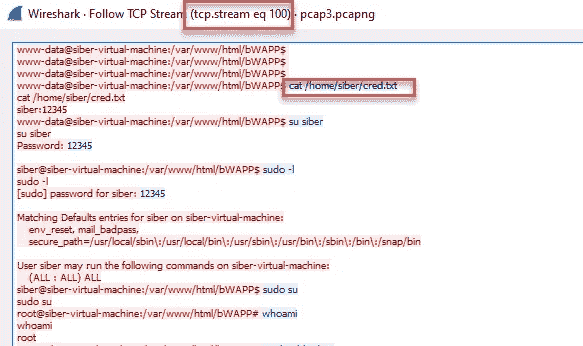 Wireshark · Follow TCP Stream (tcp.stream eq 100) · pcap3.pcapng
www-data@siber-virtual-machine:/var/www/html/bWAPP$
www-data@siber-virtual-machine:/var/www/html/bWAPP$
www-data@siber-virtual-machine:/var/www/html/bWAPP$
www-data@siber-virtual-machine:/var/www/html/bWAPP$ cat /home/siber/cred.txt
cat /home/siber/cred.txt
siber:12345
www-data@siber-virtual-machine:/var/www/html/bWAPP$ su siber
su siber
Password: 12345
siber@siber-virtual-machine:/var/www/html/bWAPP$ sudo -l
sudo -l
[sudo] password for siber: 12345
Matching Defaults entries for siber on siber-virtual-machine:
env_reset, mail_badpass,
secure_path=/usr/local/sbin\:/usr/local/bin\:/usr/sbin\:/usr/bin\:/sbin\:/bin\:/snap/bin
User siber may run the following commands on siber-virtual-machine:
(ALL : ALL) ALL
siber@siber-virtual-machine:/var/www/html/bWAPP$ sudo su
sudo su
root@siber-virtual-machine:/var/www/html/bWAPP# whoami
whoami
root